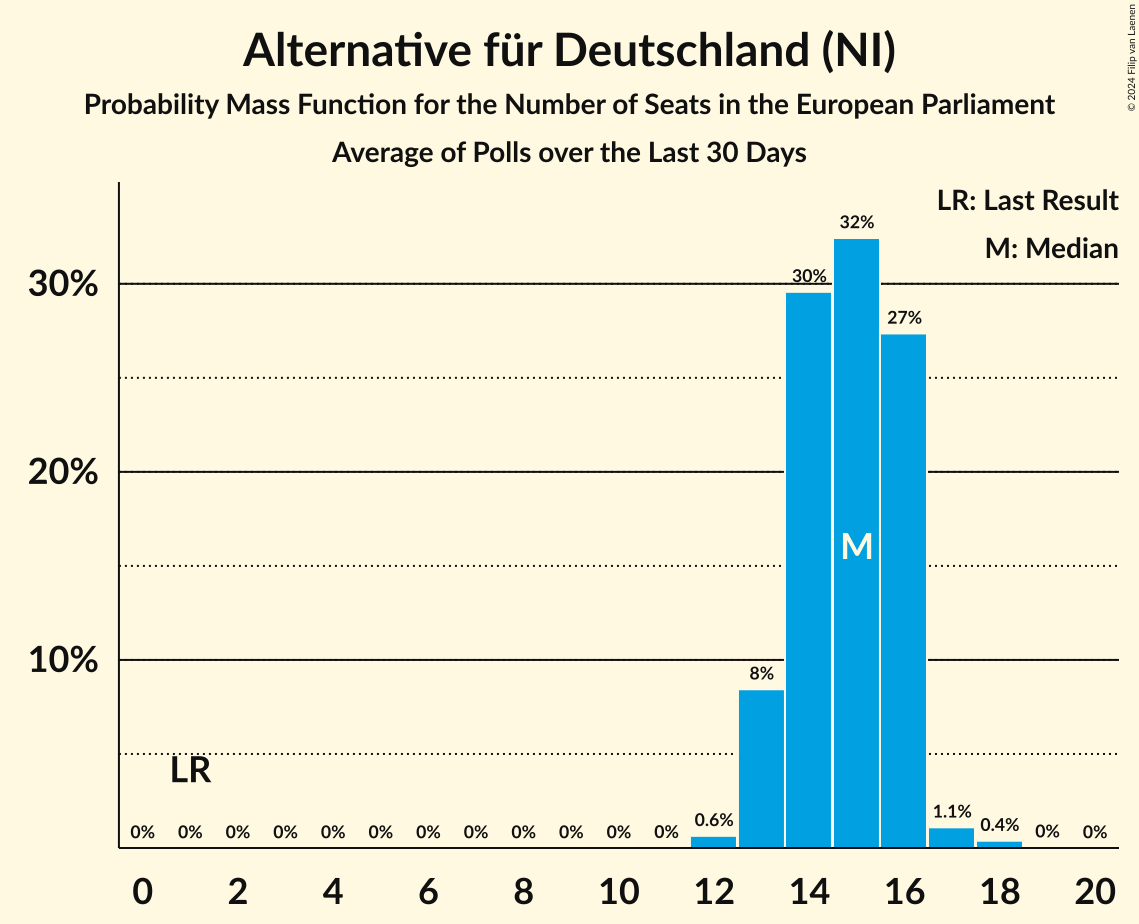 Alternative für Deutschland (NI)
Probability Mass Function for the Number of Seats in the European Parliament
Average of Polls over the Last 30 Days
© 2024 Filip van Laenen
LR: Last Result
M: Median
30%
20%
10%
32%
30%
27%
M
8%
LR
0% 0% 0% 0% 0% 0% 0% 0% 0% 0% 0% 0% 0.6% 1.1% 0.4% 0% 0%
0 2 4 6 8 10 12 14 16 18 20